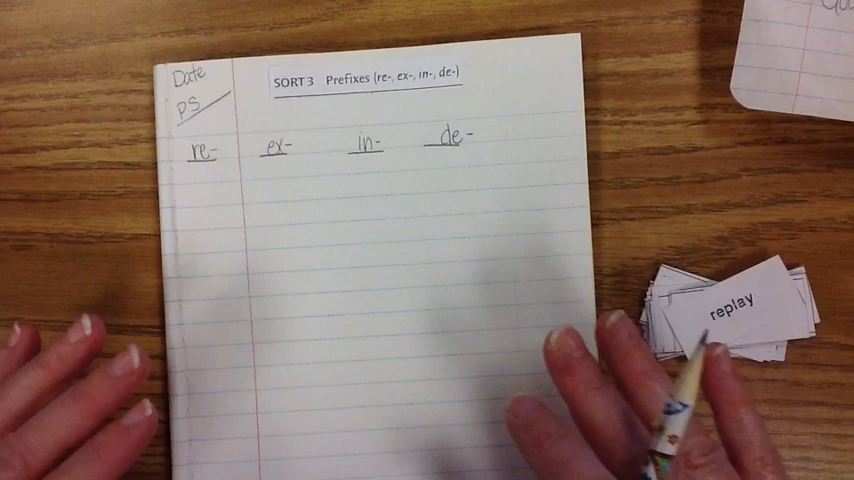 Date
SORT 3 Prefixes (re-, ex-, in-, de-)
PS
re- ex- in- de-
replay